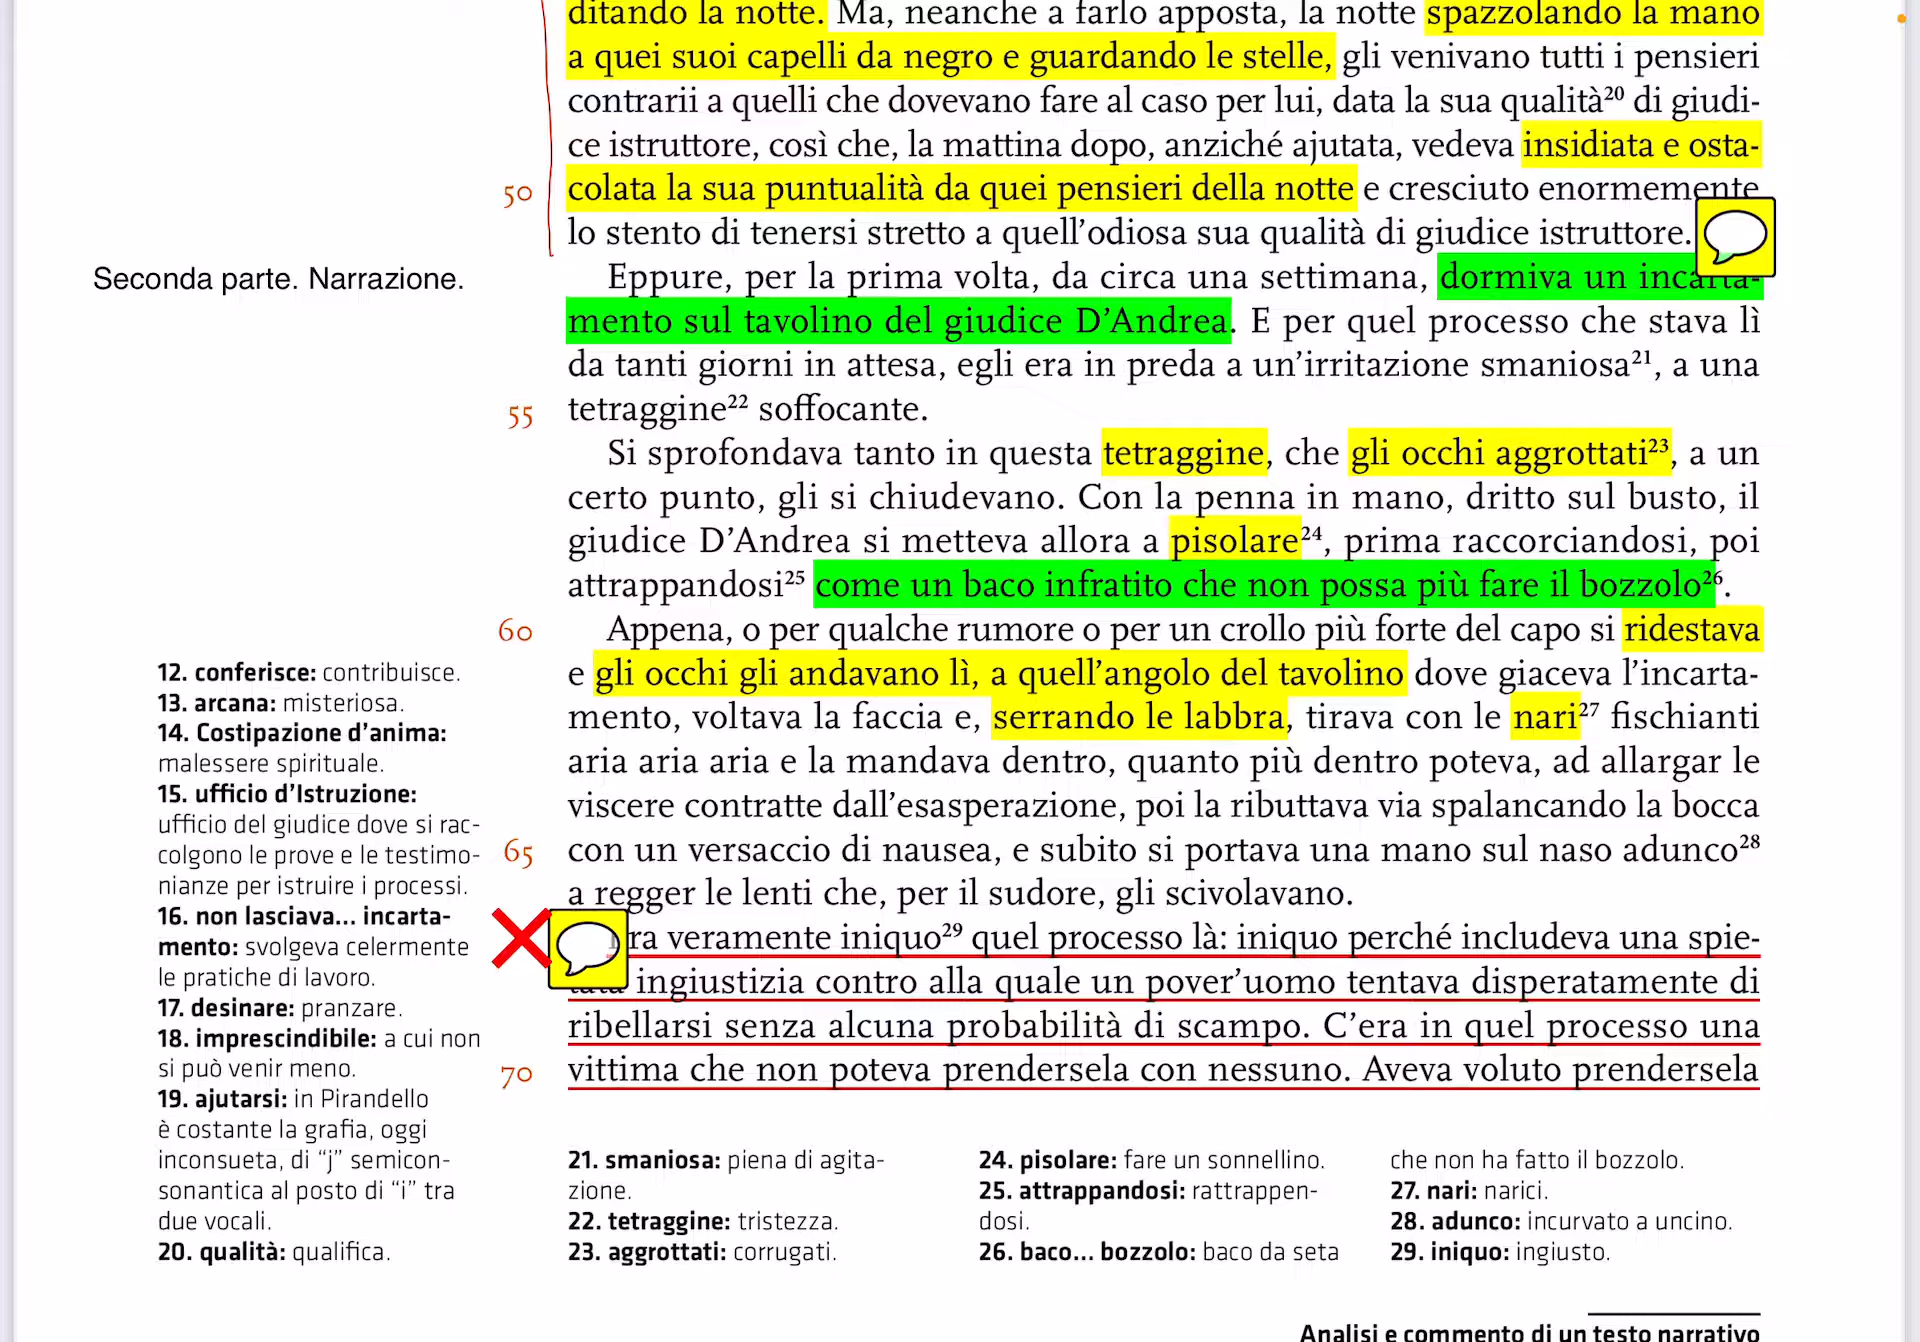 ditando la notte. Ma, neanche a farlo apposta, la notte spazzolando la mano
a quei suoi capelli da negro e guardando le stelle, gli venivano tutti i pensieri
contrarii a quelli che dovevano fare al caso per lui, data la sua qualità²⁰ di giudi-
ce istruttore, così che, la mattina dopo, anziché ajutata, vedeva insidiata e osta-
50 colata la sua puntualità da quei pensieri della notte e cresciuto enormemente
lo stento di tenersi stretto a quell’odiosa sua qualità di giudice istruttore.
Seconda parte. Narrazione.
Eppure, per la prima volta, da circa una settimana, dormiva un incarta-
mento sul tavolino del giudice D’Andrea. E per quel processo che stava lì
da tanti giorni in attesa, egli era in preda a un’irritazione smaniosa²¹, a una
55 tetraggine²² soffocante.
Si sprofondava tanto in questa tetraggine, che gli occhi aggrottati²³, a un
certo punto, gli si chiudevano. Con la penna in mano, dritto sul busto, il
giudice D’Andrea si metteva allora a pisolare²⁴, prima raccorciandosi, poi
attrappandosi²⁵ come un baco infratito che non possa più fare il bozzolo²⁶.
60 Appena, o per qualche rumore o per un crollo più forte del capo si ridestava
e gli occhi gli andavano lì, a quell’angolo del tavolino dove giaceva l’incarta-
mento, voltava la faccia e, serrando le labbra, tirava con le nari²⁷ fischianti
aria aria aria e la mandava dentro, quanto più dentro poteva, ad allargar le
viscere contratte dall’esasperazione, poi la ributtava via spalancando la bocca
65 con un versaccio di nausea, e subito si portava una mano sul naso adunco²⁸
a regger le lenti che, per il sudore, gli scivolavano.
ra veramente iniquo²⁹ quel processo là: iniquo perché includeva una spie-
tata ingiustizia contro alla quale un pover’uomo tentava disperatamente di
ribellarsi senza alcuna probabilità di scampo. C’era in quel processo una
70 vittima che non poteva prendersela con nessuno. Aveva voluto prendersela
12. conferisce: contribuisce.
13. arcana: misteriosa.
14. Costipazione d’anima:
malessere spirituale.
15. ufficio d’Istruzione:
ufficio del giudice dove si rac-
colgono le prove e le testimo-
nianze per istruire i processi.
16. non lasciava... incarta-
mento: svolgeva celermente
le pratiche di lavoro.
17. desinare: pranzare.
18. imprescindibile: a cui non
si può venir meno.
19. ajutarsi: in Pirandello
è costante la grafia, oggi
inconsueta, di “j” semicon-
sonantica al posto di “i” tra
due vocali.
20. qualità: qualifica.
21. smaniosa: piena di agita-
zione.
22. tetraggine: tristezza.
23. aggrottati: corrugati.
24. pisolare: fare un sonnellino.
25. attrappandosi: rattrappen-
dosi.
26. baco... bozzolo: baco da seta
che non ha fatto il bozzolo.
27. nari: narici.
28. adunco: incurvato a uncino.
29. iniquo: ingiusto.
Analisi e commento di un testo narrativo